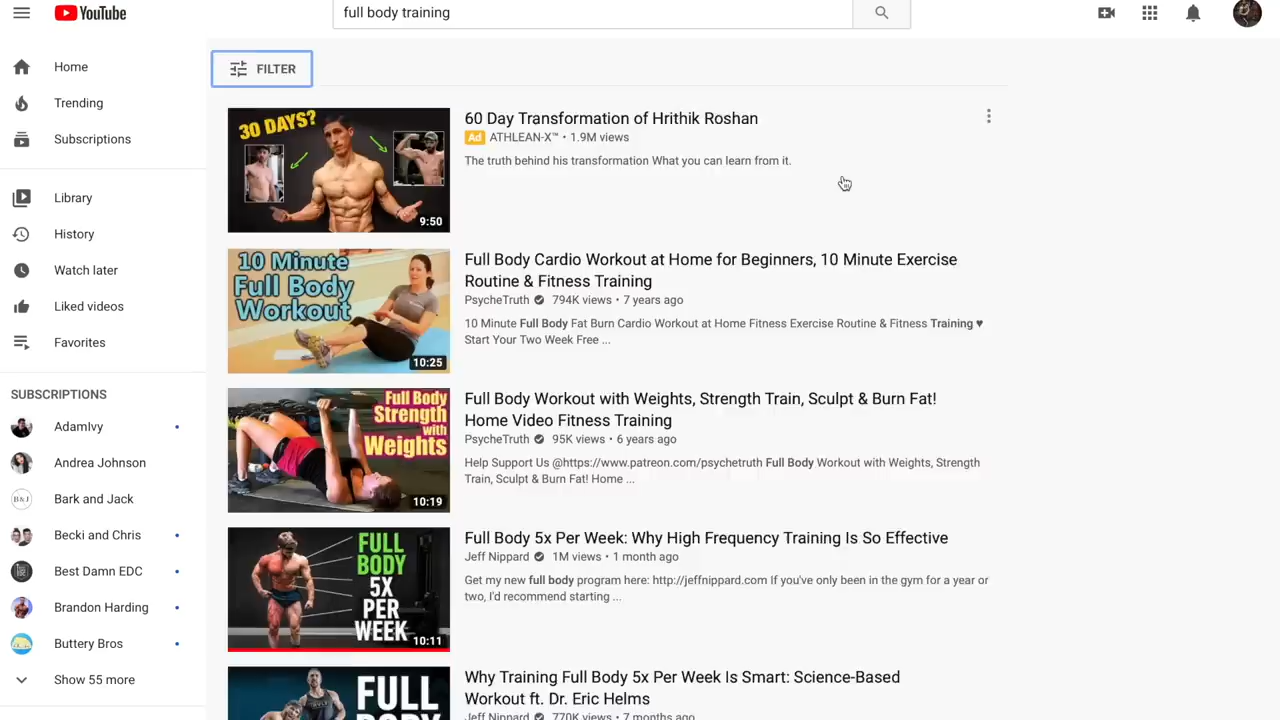 YouTube
full body training
Home
Trending
Subscriptions
Library
History
Watch later
Liked videos
Favorites
SUBSCRIPTIONS
AdamIvy
Andrea Johnson
B&J
Bark and Jack
Becki and Chris
Best Damn EDC
Brandon Harding
Buttery Bros
Show 55 more
FILTER
30 DAYS?
9:50
60 Day Transformation of Hrithik Roshan
Ad ATHLEAN-X™ • 1.9M views
The truth behind his transformation What you can learn from it.
10 Minute
Full Body
Workout
10:25
Full Body Cardio Workout at Home for Beginners, 10 Minute Exercise
Routine & Fitness Training
PsycheTruth 794K views • 7 years ago
10 Minute Full Body Fat Burn Cardio Workout at Home Fitness Exercise Routine & Fitness Training ♥
Start Your Two Week Free ...
Full Body
Strength
with
Weights
10:19
Full Body Workout with Weights, Strength Train, Sculpt & Burn Fat!
Home Video Fitness Training
PsycheTruth 95K views • 6 years ago
Help Support Us @https://www.patreon.com/psychetruth Full Body Workout with Weights, Strength
Train, Sculpt & Burn Fat! Home ...
FULL
BODY
5X
PER
WEEK
10:11
Full Body 5x Per Week: Why High Frequency Training Is So Effective
Jeff Nippard 1M views • 1 month ago
Get my new full body program here: http://jeffnippard.com If you've only been in the gym for a year or
two, I'd recommend starting ...
FULL
BODY
Why Training Full Body 5x Per Week Is Smart: Science-Based
Workout ft. Dr. Eric Helms
Jeff Nippard 770K views • 7 months ago